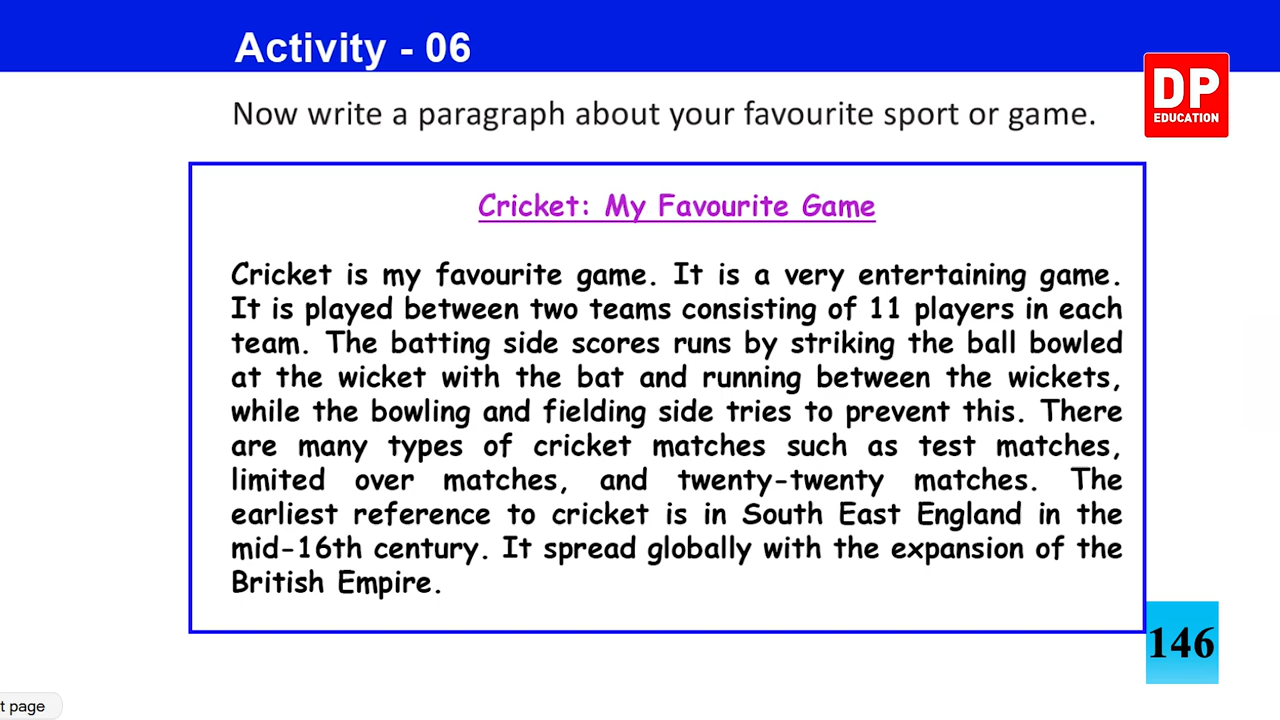 Activity - 06
DP
EDUCATION
Now write a paragraph about your favourite sport or game.
Cricket: My Favourite Game
Cricket is my favourite game. It is a very entertaining game.
It is played between two teams consisting of 11 players in each
team. The batting side scores runs by striking the ball bowled
at the wicket with the bat and running between the wickets,
while the bowling and fielding side tries to prevent this. There
are many types of cricket matches such as test matches,
limited over matches, and twenty-twenty matches. The
earliest reference to cricket is in South East England in the
mid-16th century. It spread globally with the expansion of the
British Empire.
146
t page